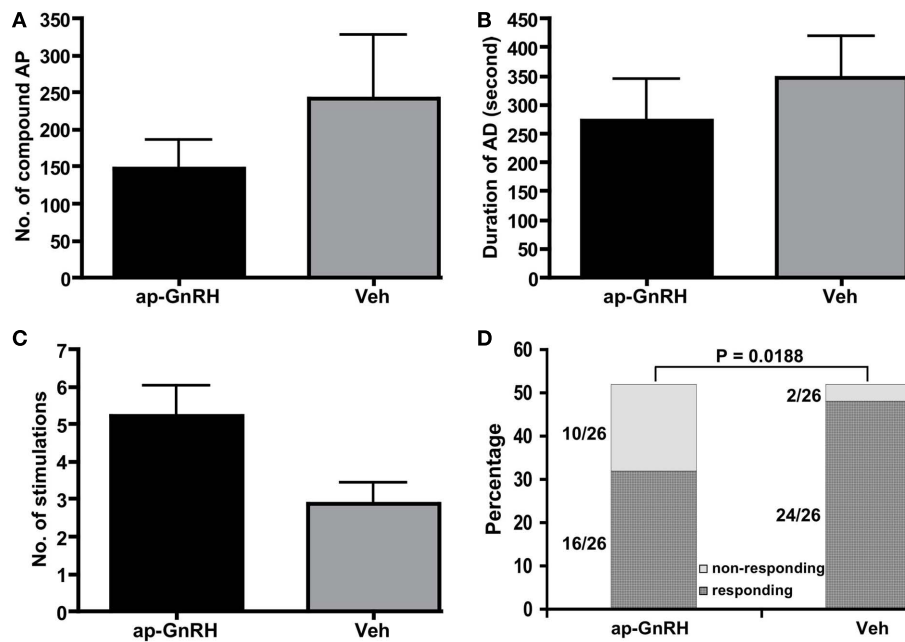 A
No. of compound AP
350
300
250
200
150
100
50
0
ap-GnRH
Veh
B
Duration of AD (second)
450
400
350
300
250
200
150
100
50
0
ap-GnRH
Veh
C
No. of stimulations
7
6
5
4
3
2
1
0
ap-GnRH
Veh
D
Percentage
60
50
40
30
20
10
0
P = 0.0188
10/26
16/26
2/26
24/26
non-responding
responding
ap-GnRH
Veh